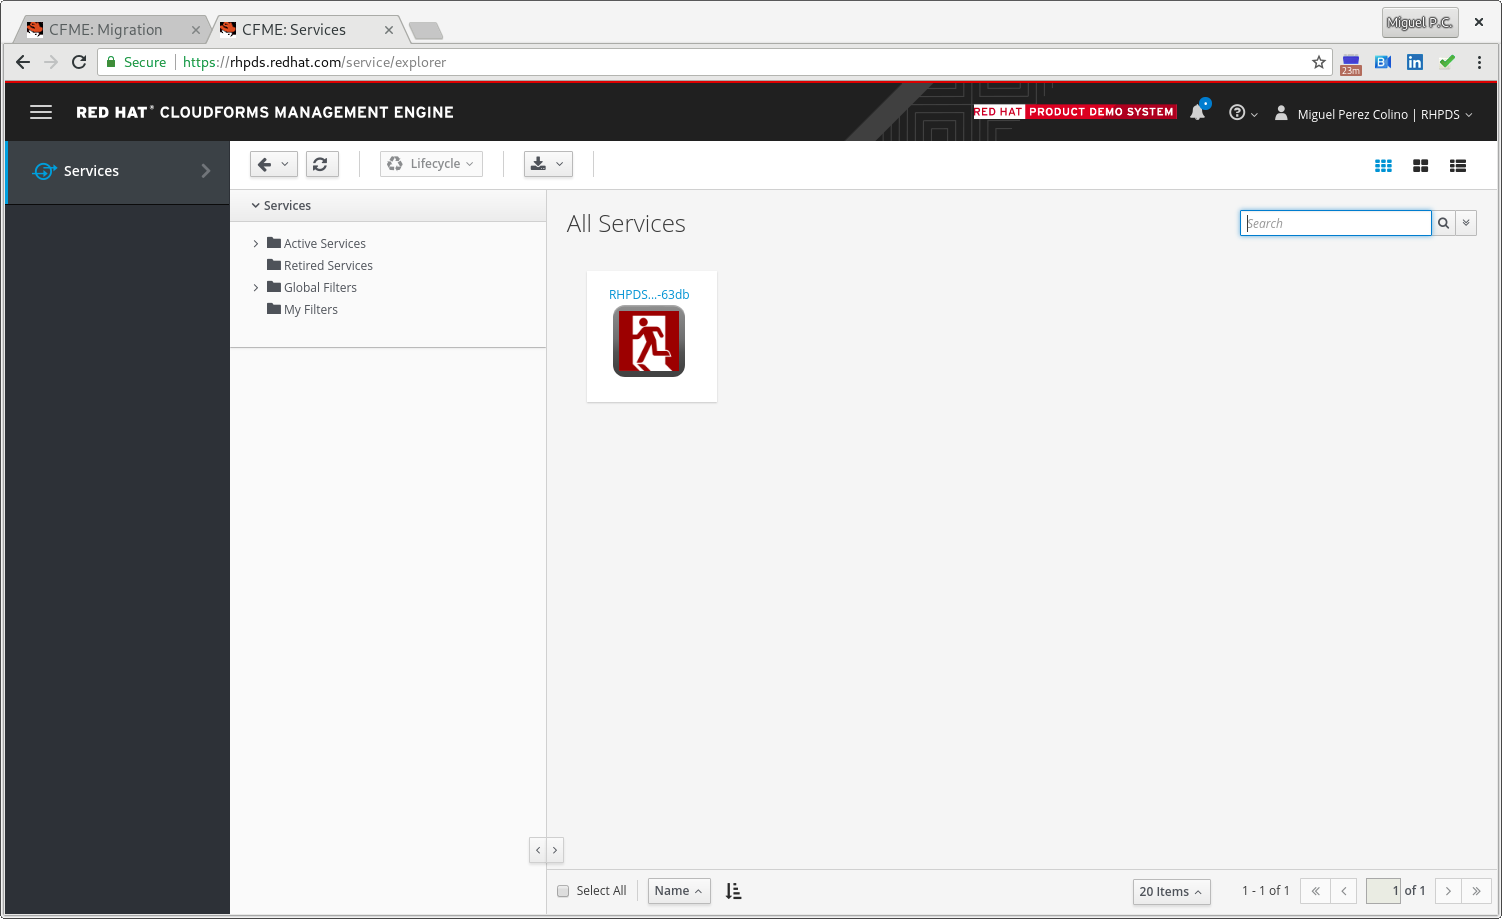 CFME: Migration
CFME: Services
Miguel P.C.
Secure
https://rhpds.redhat.com/service/explorer
23m
B
in
RED HAT® CLOUDFORMS MANAGEMENT ENGINE
RED HAT PRODUCT DEMO SYSTEM
Miguel Perez Colino | RHPDS
Services
Lifecycle
Services
Active Services
Retired Services
Global Filters
My Filters
All Services
Search
RHPDS...-63db
Select All
Name
20 Items
1 - 1 of 1
1 of 1